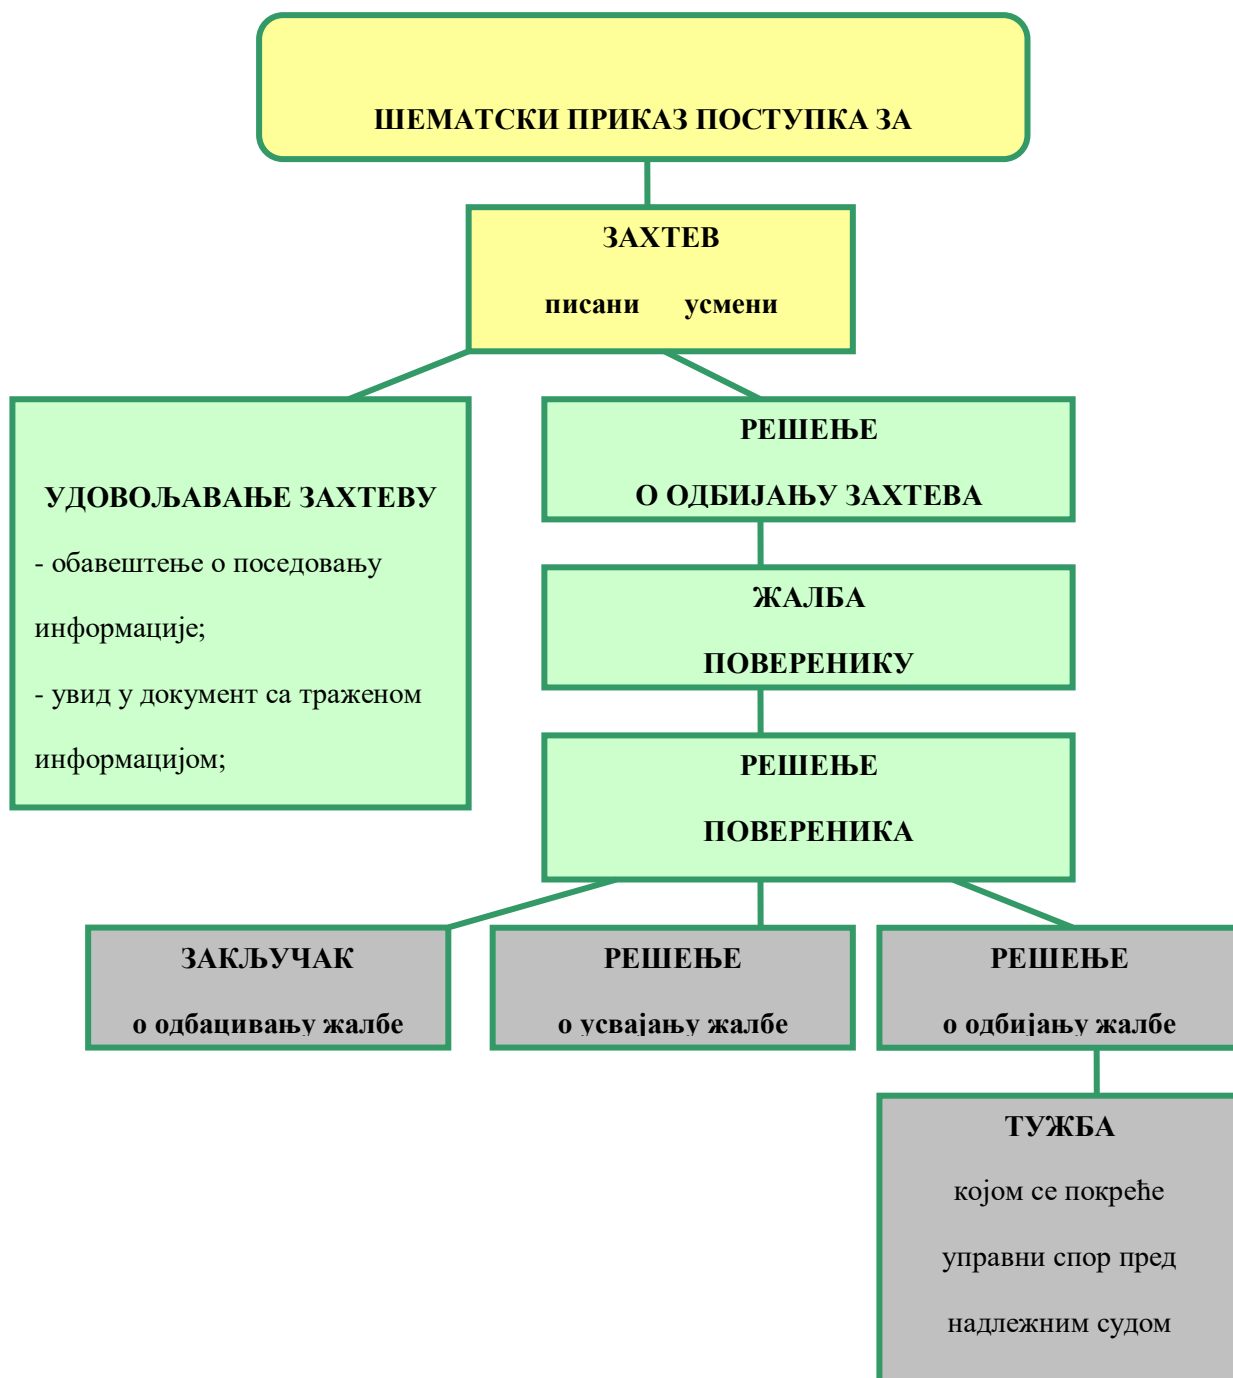 ШЕМАТСКИ ПРИКАЗ ПОСТУПКА ЗА
ЗАХТЕВ
писани усмени
УДОВОЉАВАЊЕ ЗАХТЕВУ
- обавештење о поседовању
информације;
- увид у документ са траженом
информацијом;
РЕШЕЊЕ
О ОДБИЈАЊУ ЗАХТЕВА
ЖАЛБА
ПОВЕРЕНИКУ
РЕШЕЊЕ
ПОВЕРЕНИКА
ЗАКЉУЧАК
о одбацивању жалбе
РЕШЕЊЕ
о усвајању жалбе
РЕШЕЊЕ
о одбијању жалбе
ТУЖБА
којом се покреће
управни спор пред
надлежним судом